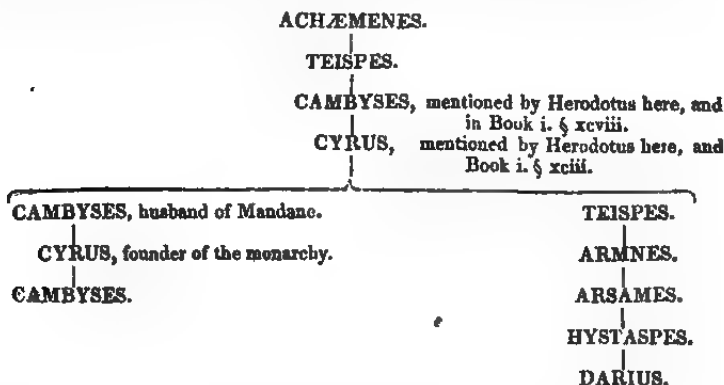 ACHÆMENES.
TEISPES.
CAMBYSES, mentioned by Herodotus here, and
in Book i. § xcviii.
CYRUS, mentioned by Herodotus here, and
Book i. § xciii.
CAMBYSES, husband of Mandane.
TEISPES.
CYRUS, founder of the monarchy.
ARMNES.
CAMBYSES.
ARSAMES.
HYSTASPES.
DARIUS.